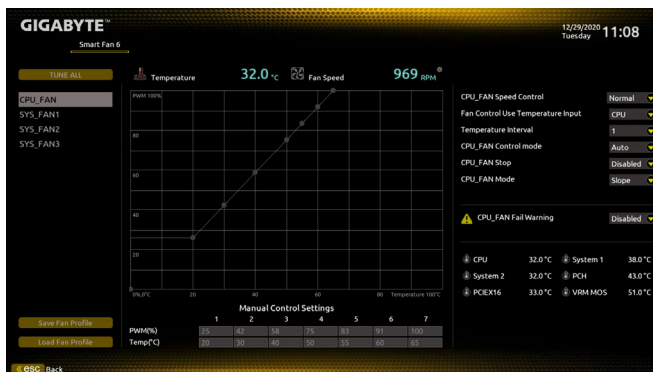 GIGABYTE™
12/29/2020
Tuesday
11:08
Smart Fan 6
TUNE ALL
Temperature 32.0 °C Fan Speed 969 RPM
CPU_FAN
SYS_FAN1
SYS_FAN2
SYS_FAN3
PWM 100%
80
60
40
20
0%,0°C 20 40 60 80 Temperature 100°C
CPU_FAN Speed Control Normal
Fan Control Use Temperature Input CPU
Temperature Interval 1
CPU_FAN Control mode Auto
CPU_FAN Stop Disabled
CPU_FAN Mode Slope
CPU_FAN Fail Warning Disabled
CPU 32.0°C System 1 38.0°C
System 2 32.0°C PCH 43.0°C
PCIEX16 33.0°C VRM MOS 51.0°C
Manual Control Settings
1 2 3 4 5 6 7
PWM(%) 25 42 58 75 83 91 100
Temp(°C) 20 30 40 50 55 60 65
Save Fan Profile
Load Fan Profile
«esc Back